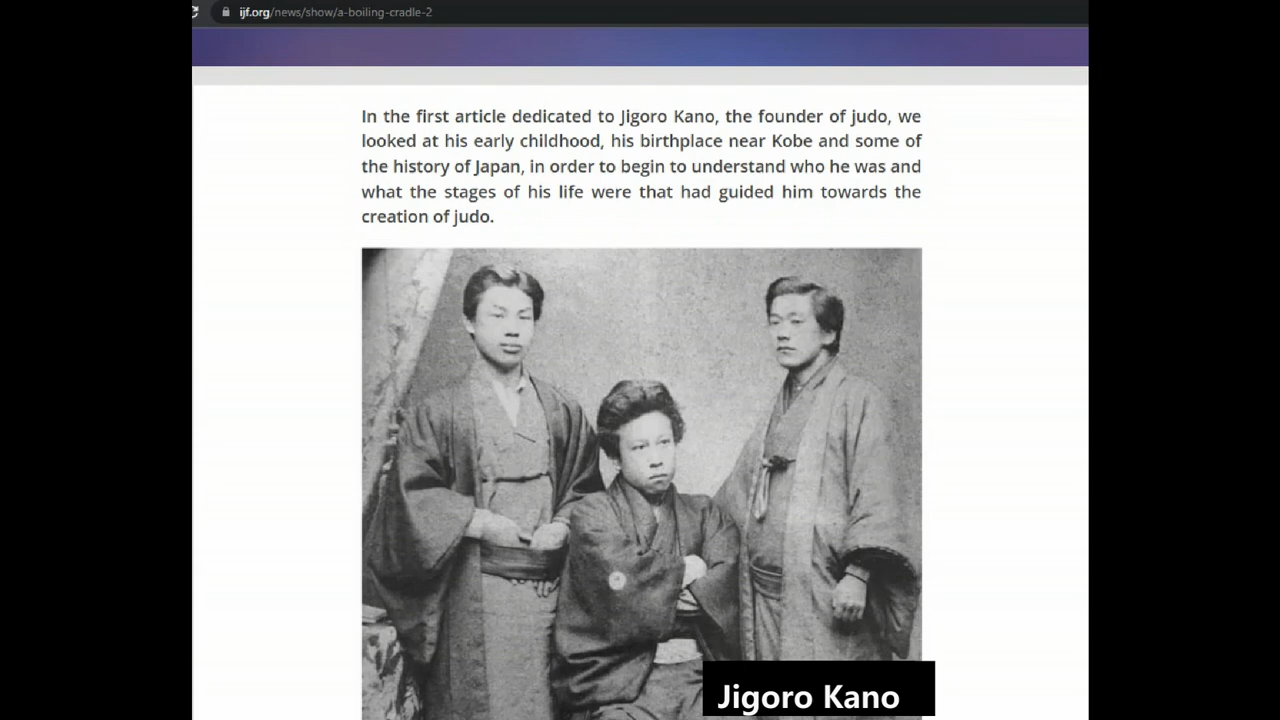 ijf.org/news/show/a-boiling-cradle-2
In the first article dedicated to Jigoro Kano, the founder of judo, we
looked at his early childhood, his birthplace near Kobe and some of
the history of Japan, in order to begin to understand who he was and
what the stages of his life were that had guided him towards the
creation of judo.
Jigoro Kano